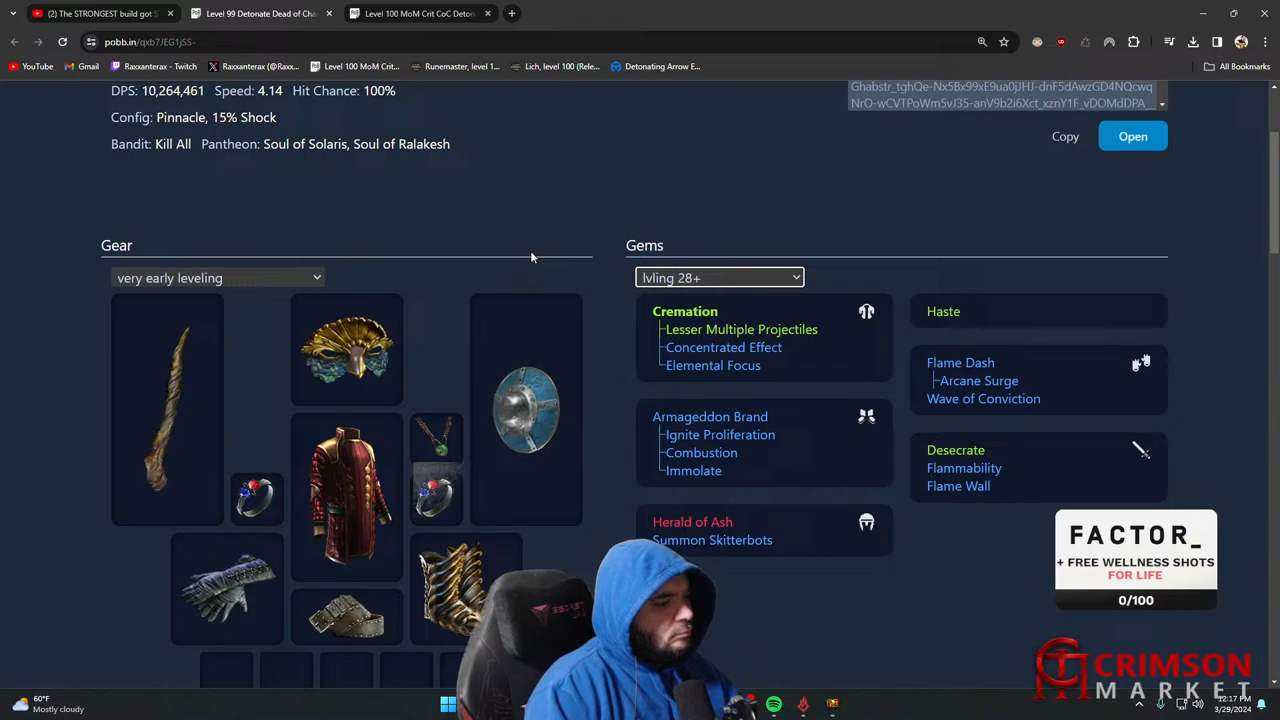 (2) The STRONGEST build got S
Level 99 Detonate Dead of Cha
Level 100 MoM Crit CoC Deton
pobb.in/qxb7JEG1jSS-
YouTube
Gmail
Raxxanterax - Twitch
Raxxanterax (@Raxx...
Level 100 MoM Crit...
Runemaster, level 1...
Lich, level 100 (Rele...
Detonating Arrow E...
All Bookmarks
DPS: 10,264,461 Speed: 4.14 Hit Chance: 100%
Config: Pinnacle, 15% Shock
Bandit: Kill All Pantheon: Soul of Solaris, Soul of Ralakesh
Copy
Open
Gear
very early leveling
Gems
lvling 28+
Cremation
Lesser Multiple Projectiles
Concentrated Effect
Elemental Focus
Armageddon Brand
Ignite Proliferation
Combustion
Immolate
Herald of Ash
Summon Skitterbots
Haste
Flame Dash
Arcane Surge
Wave of Conviction
Desecrate
Flammability
Flame Wall
FACTOR_
+ FREE WELLNESS SHOTS
FOR LIFE
0/100
CRIMSON
MARKET
60°F
Mostly cloudy
12:17 PM
3/29/2024